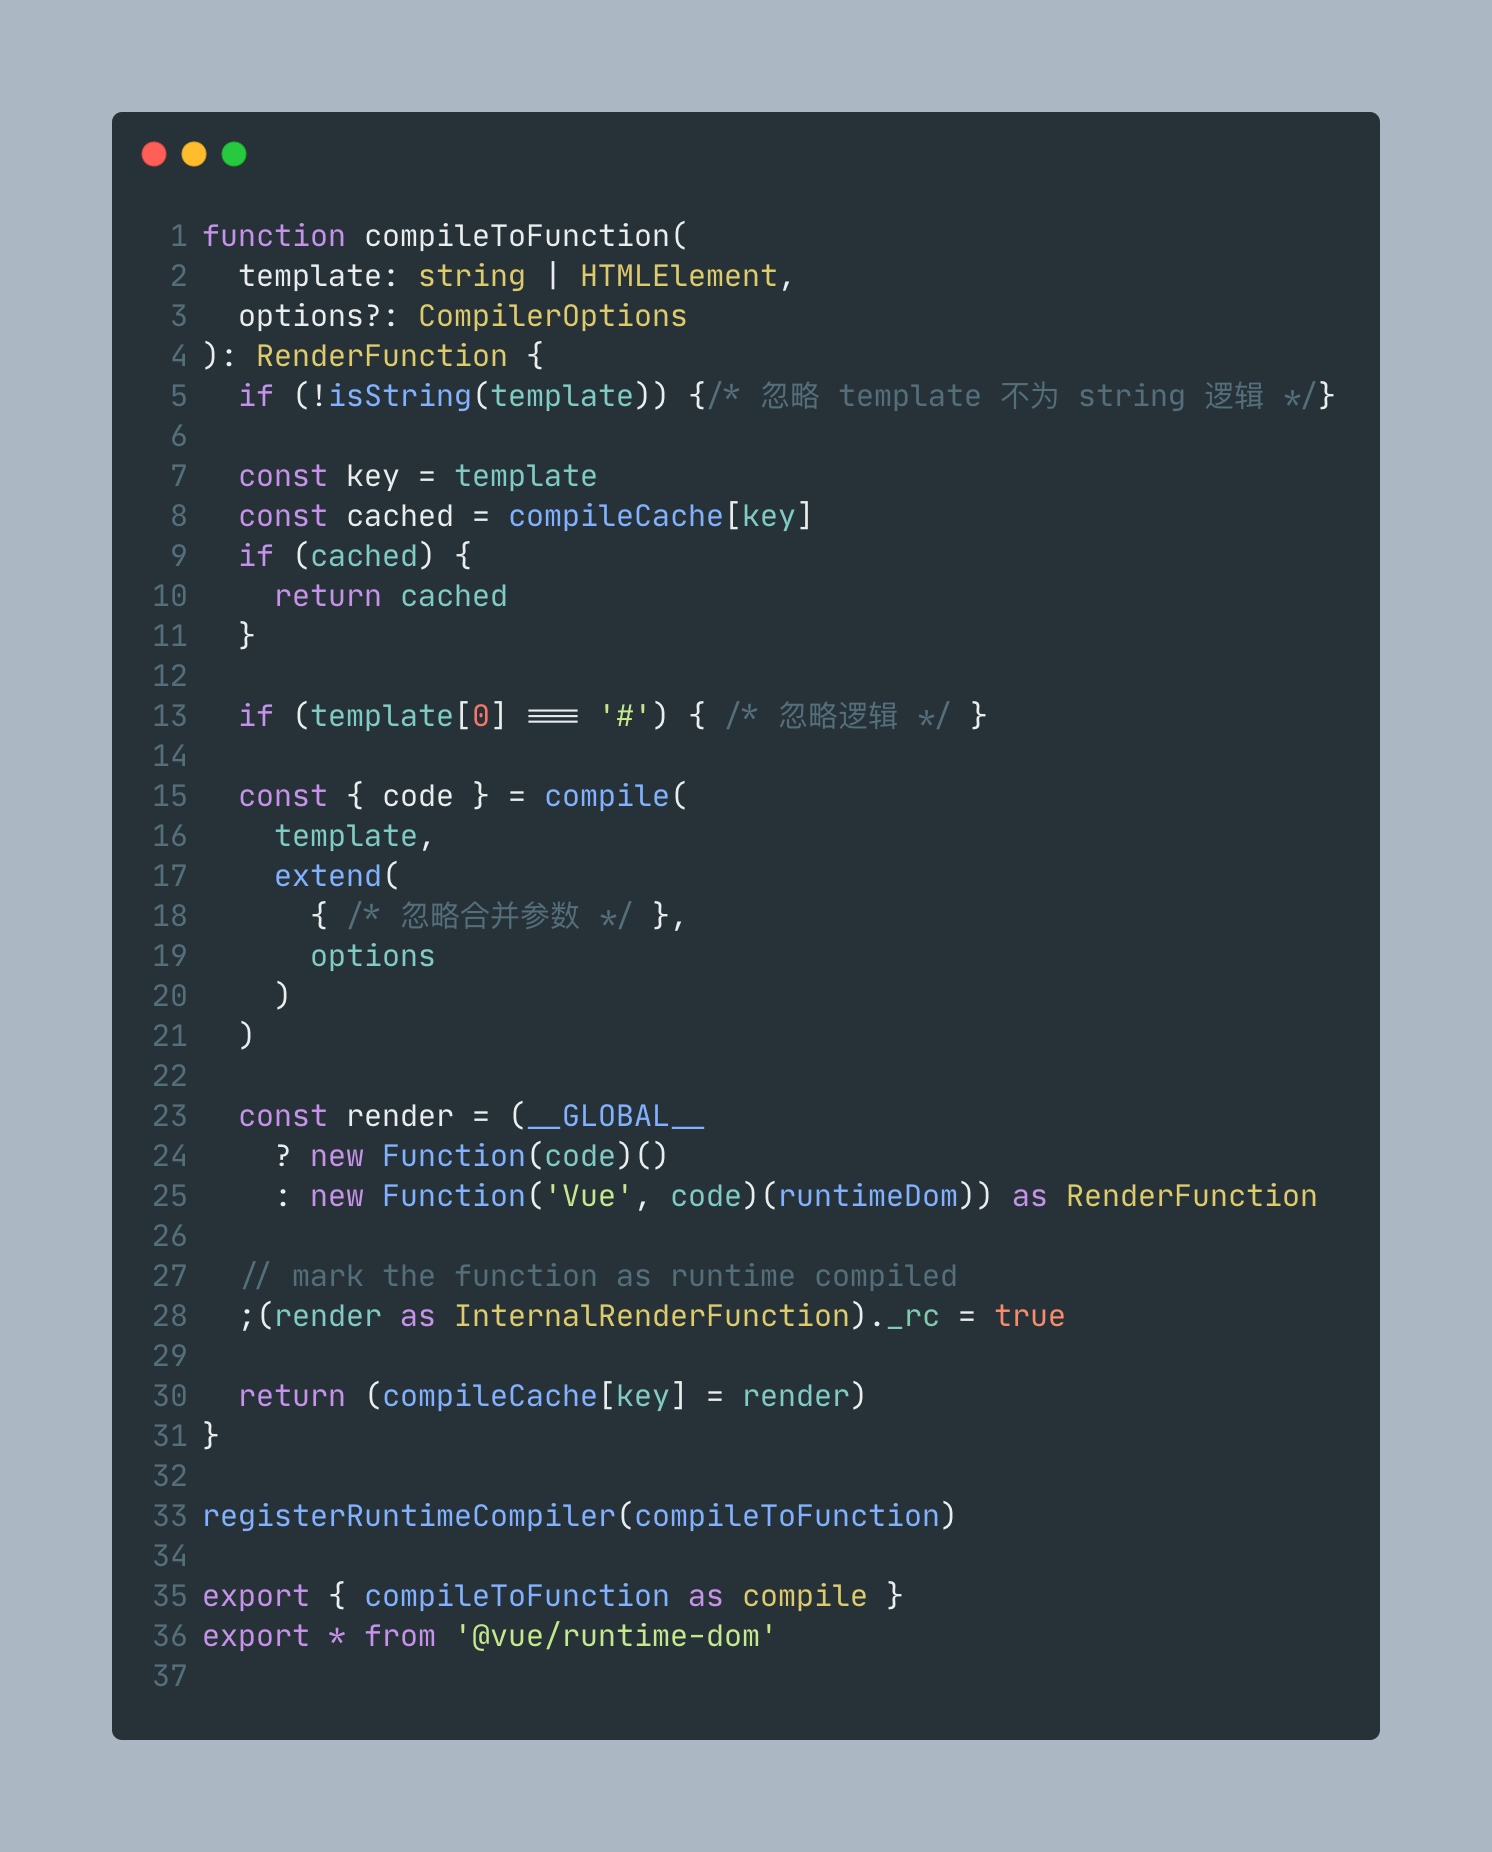 1 function compileToFunction(
2   template: string | HTMLElement,
3   options?: CompilerOptions
4 ): RenderFunction {
5   if (!isString(template)) {/* 忽略 template 不为 string 逻辑 */}
6
7   const key = template
8   const cached = compileCache[key]
9   if (cached) {
10     return cached
11   }
12
13   if (template[0] === '#') { /* 忽略逻辑 */ }
14
15   const { code } = compile(
16     template,
17     extend(
18       { /* 忽略合并参数 */ },
19       options
20     )
21   )
22
23   const render = (__GLOBAL__
24     ? new Function(code)()
25     : new Function('Vue', code)(runtimeDom)) as RenderFunction
26
27   // mark the function as runtime compiled
28   ;(render as InternalRenderFunction)._rc = true
29
30   return (compileCache[key] = render)
31 }
32
33 registerRuntimeCompiler(compileToFunction)
34
35 export { compileToFunction as compile }
36 export * from '@vue/runtime-dom'
37